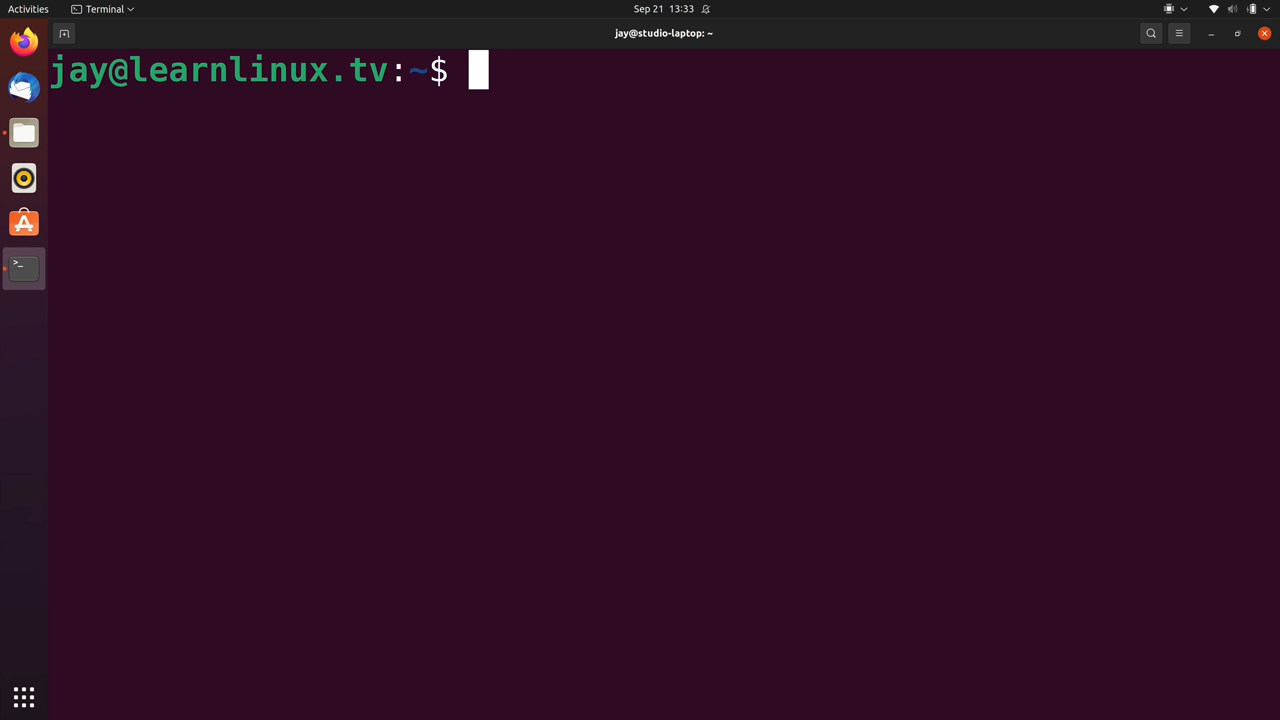 Activities
Terminal
Sep 21 13:33
jay@studio-laptop: ~
jay@learnlinux.tv:~$
>_